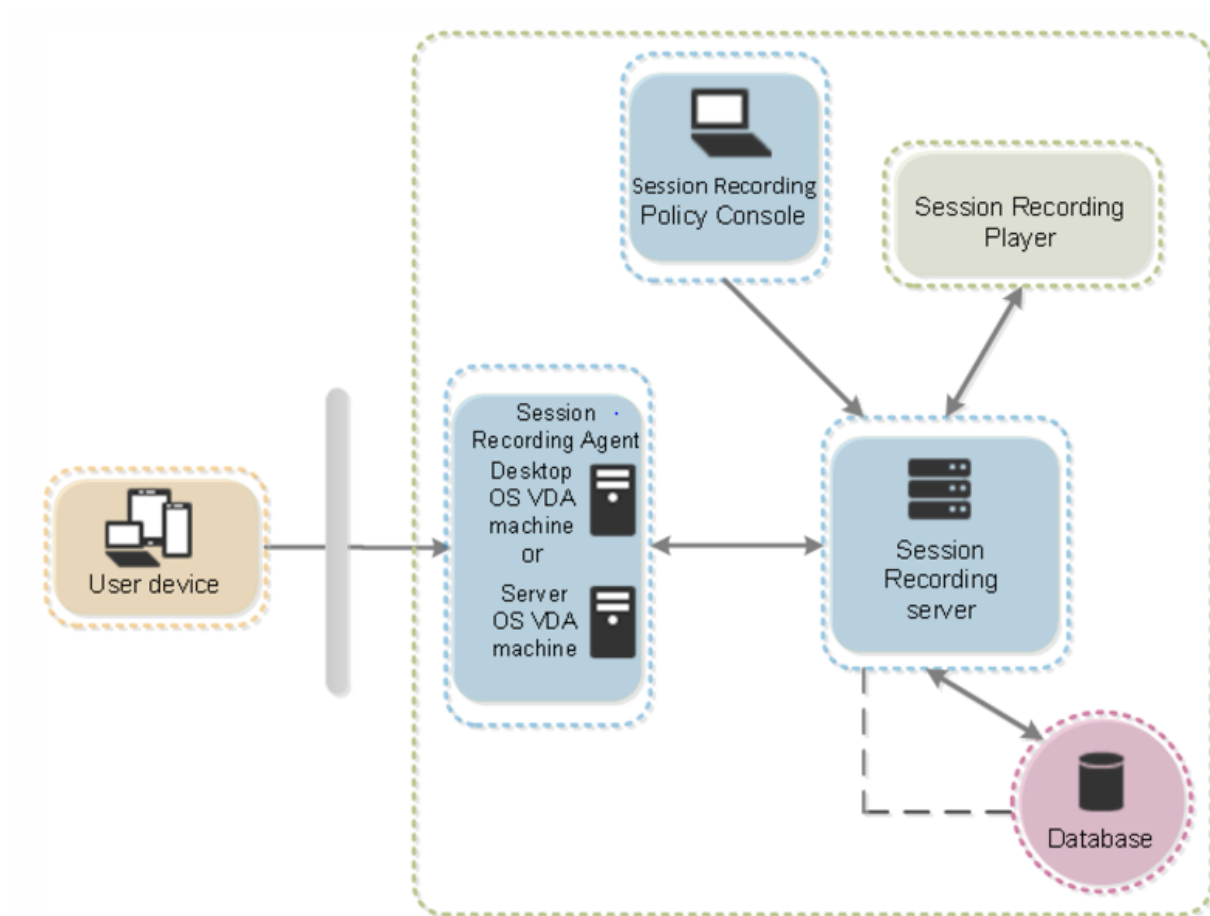 Session Recording
Policy Console
Session Recording
Player
Session
Recording Agent
Desktop
OS VDA
machine
or
Server
OS VDA
machine
User device
Session
Recording
server
Database